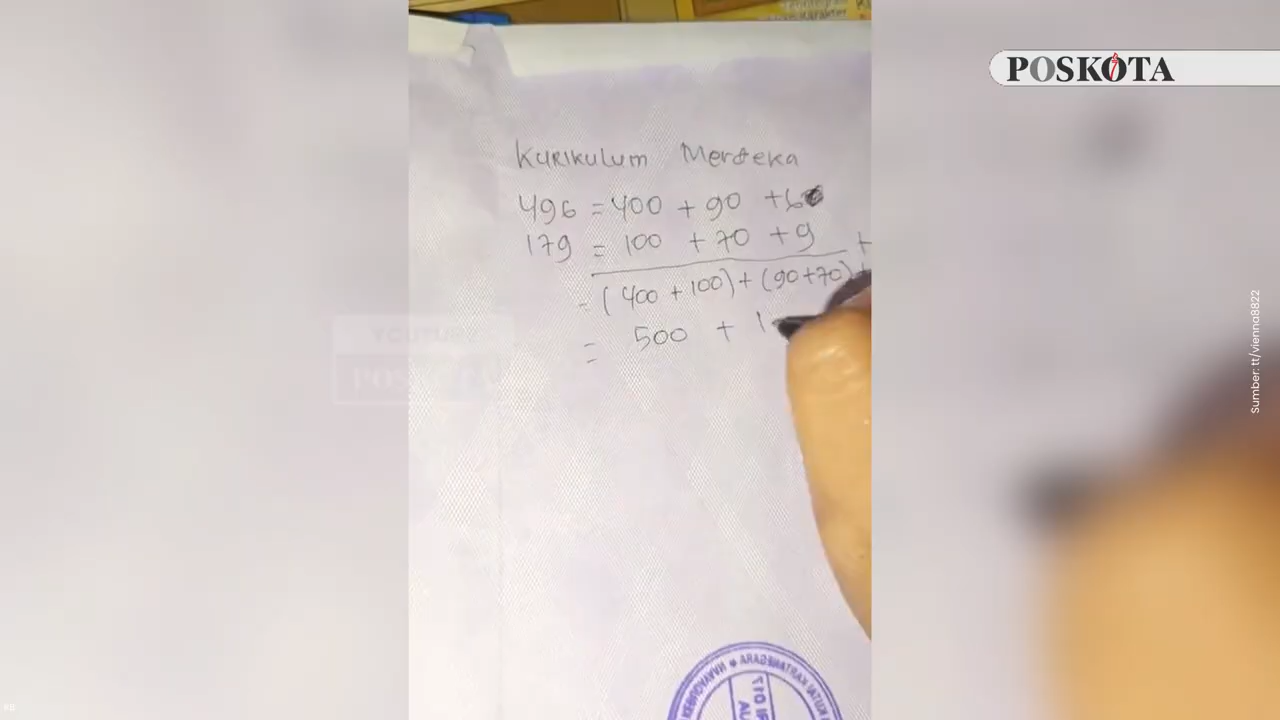 POSKOTA
Kurikulum Merdeka
496 = 400 + 90 + 6
179 = 100 + 70 + 9 +
= (400 + 100) + (90+70)
= 500 + 1
Sumber: tt/vienna8822